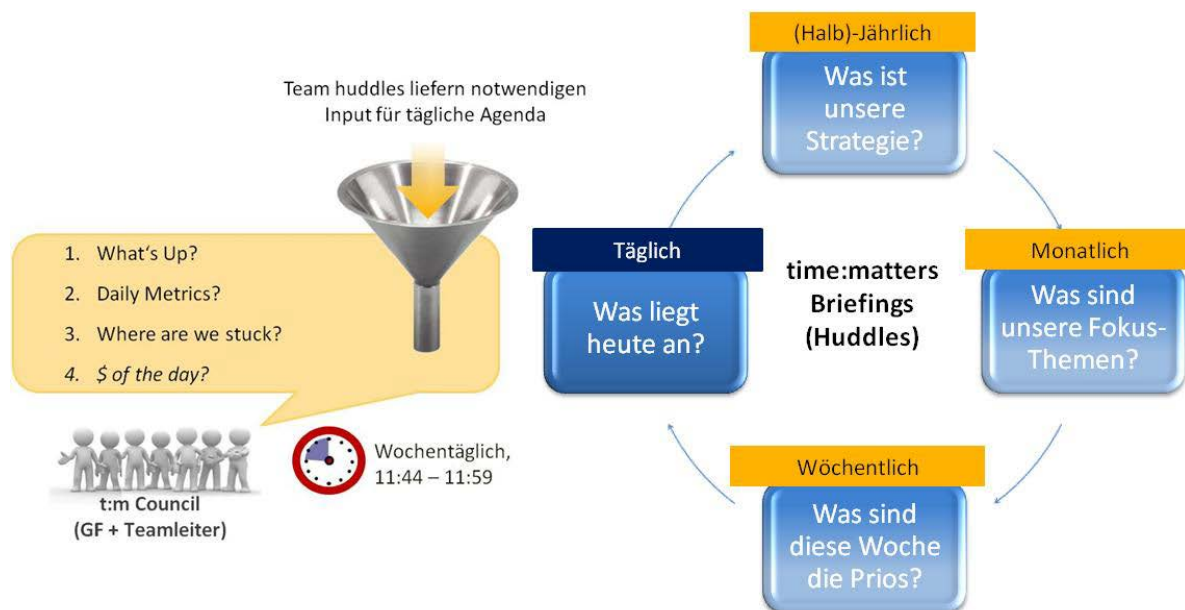 Team huddles liefern notwendigen
Input für tägliche Agenda
1. What's Up?
2. Daily Metrics?
3. Where are we stuck?
4. $ of the day?
t:m Council
(GF + Teamleiter)
Wochentäglich,
11:44 – 11:59
(Halb)-Jährlich
Was ist
unsere
Strategie?
Täglich
Was liegt
heute an?
time:matters
Briefings
(Huddles)
Monatlich
Was sind
unsere Fokus-
Themen?
Wöchentlich
Was sind
diese Woche
die Prios?